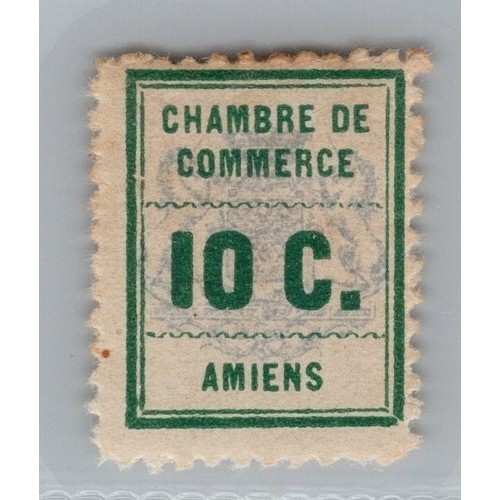 CHAMBRE DE
COMMERCE
10 C.
AMIENS